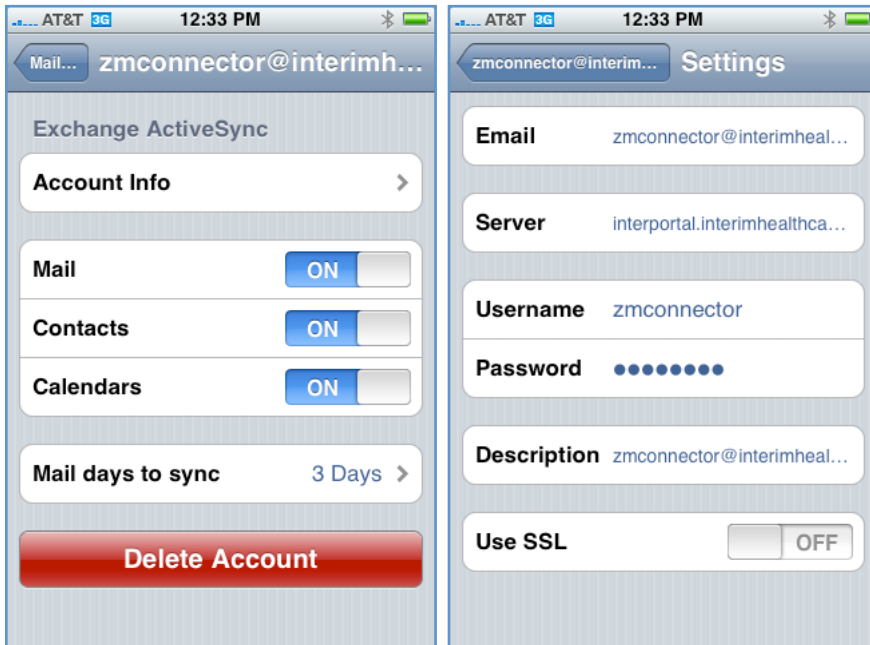 AT&T 3G 12:33 PM
Mail... zmconnector@interimh...
Exchange ActiveSync
Account Info
Mail ON
Contacts ON
Calendars ON
Mail days to sync 3 Days
Delete Account
AT&T 3G 12:33 PM
zmconnector@interim... Settings
Email zmconnector@interimheal...
Server interportal.interimhealthca...
Username zmconnector
Password ●●●●●●●●
Description zmconnector@interimheal...
Use SSL OFF